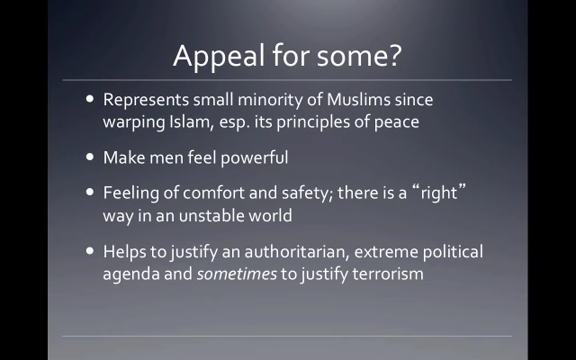 Appeal for some?
• Represents small minority of Muslims since
warping Islam, esp. its principles of peace
• Make men feel powerful
• Feeling of comfort and safety; there is a “right”
way in an unstable world
• Helps to justify an authoritarian, extreme political
agenda and sometimes to justify terrorism